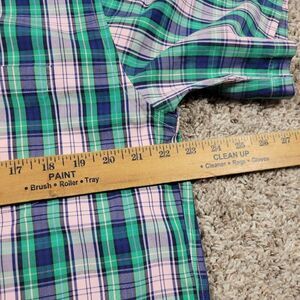 17 18 19 20 21 22 23 24 25 26 27
PAINT
• Brush • Roller • Tray
CLEAN UP
• Cleaner • Rags • Gloves